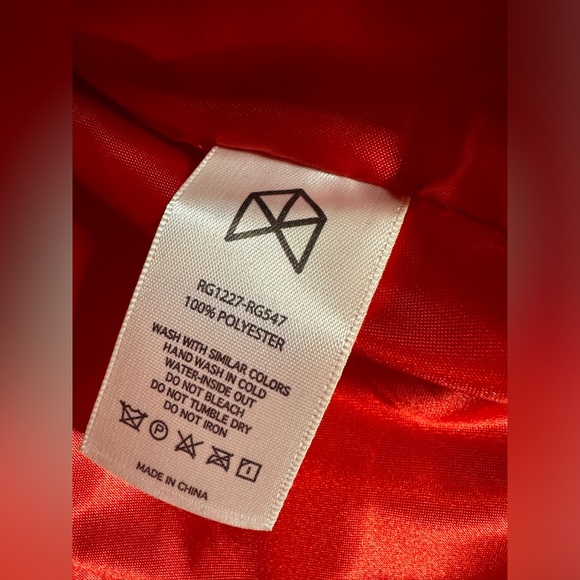 RG1227-RG547
100% POLYESTER
WASH WITH SIMILAR COLORS
HAND WASH IN COLD
WATER-INSIDE OUT
DO NOT BLEACH
DO NOT TUMBLE DRY
DO NOT IRON
P
MADE IN CHINA